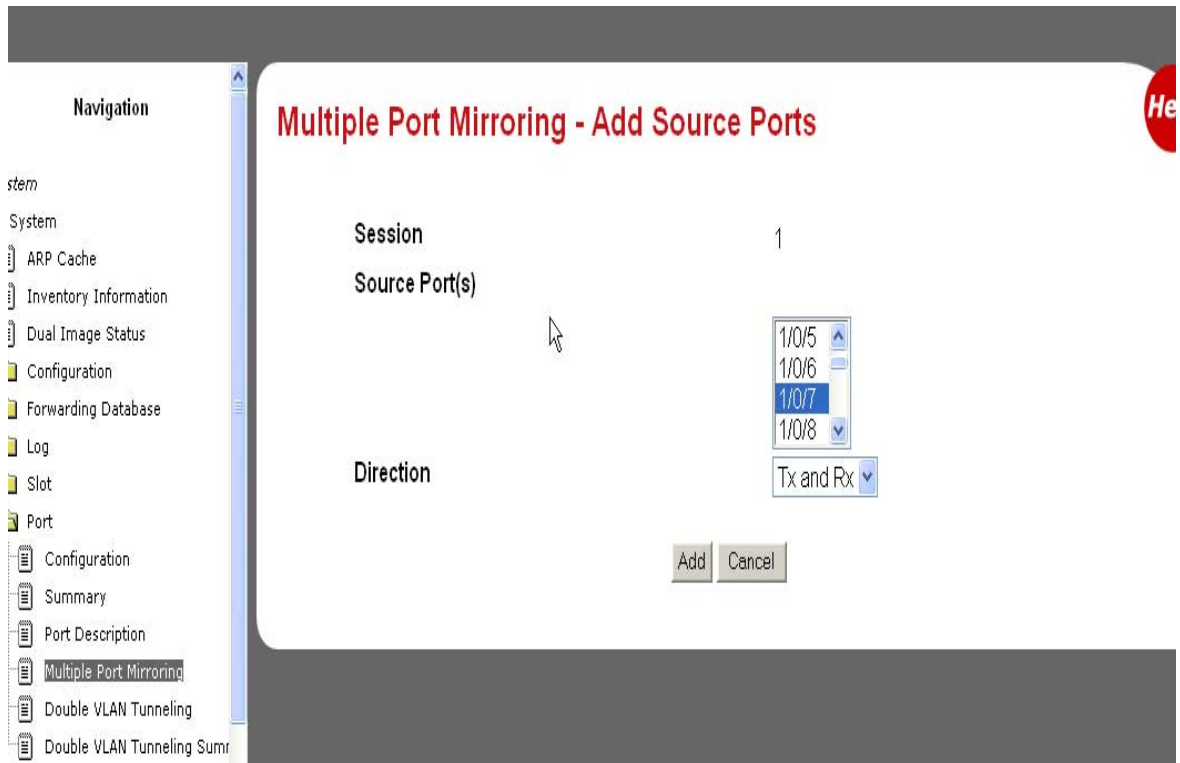 Navigation
stem
System
ARP Cache
Inventory Information
Dual Image Status
Configuration
Forwarding Database
Log
Slot
Port
Configuration
Summary
Port Description
Multiple Port Mirroring
Double VLAN Tunneling
Double VLAN Tunneling Summ
Multiple Port Mirroring - Add Source Ports
He
Session 1
Source Port(s)
1/0/5
1/0/6
1/0/7
1/0/8
Direction Tx and Rx
Add Cancel